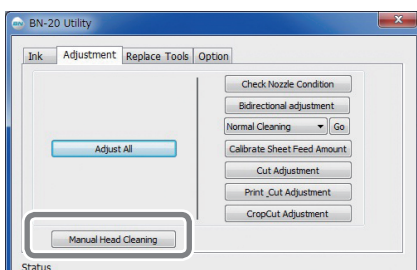 BN-20 Utility
Ink Adjustment Replace Tools Option
Check Nozzle Condition
Bidirectional adjustment
Normal Cleaning Go
Adjust All
Calibrate Sheet Feed Amount
Cut Adjustment
Print_Cut Adjustment
CropCut Adjustment
Manual Head Cleaning
Status